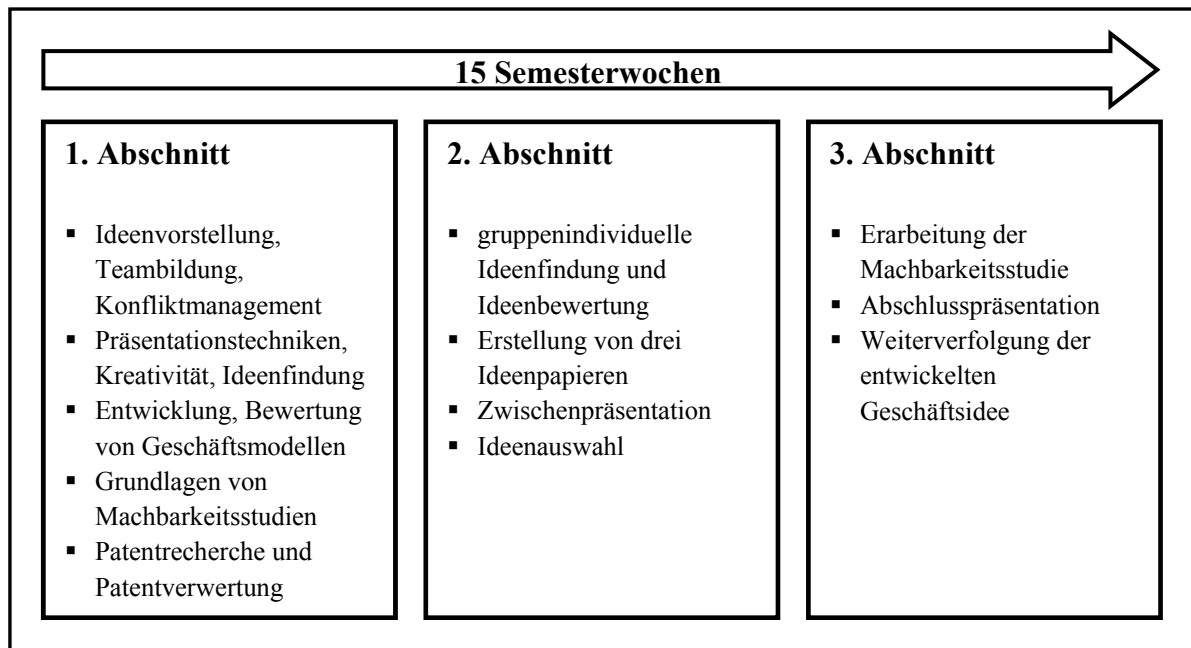 15 Semesterwochen
1. Abschnitt
▪ Ideenvorstellung,
Teambildung,
Konfliktmanagement
▪ Präsentationstechniken,
Kreativität, Ideenfindung
▪ Entwicklung, Bewertung
von Geschäftsmodellen
▪ Grundlagen von
Machbarkeitsstudien
▪ Patentrecherche und
Patentverwertung
2. Abschnitt
▪ gruppenindividuelle
Ideenfindung und
Ideenbewertung
▪ Erstellung von drei
Ideenpapieren
▪ Zwischenpräsentation
▪ Ideenauswahl
3. Abschnitt
▪ Erarbeitung der
Machbarkeitsstudie
▪ Abschlusspräsentation
▪ Weiterverfolgung der
entwickelten
Geschäftsidee